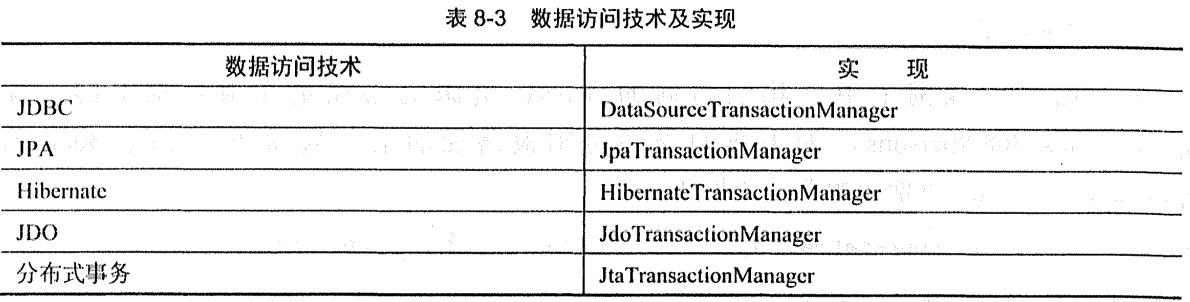 表 8-3 数据访问技术及实现
数据访问技术 实 现
JDBC DataSourceTransactionManager
JPA JpaTransactionManager
Hibernate HibernateTransactionManager
JDO JdoTransactionManager
分布式事务 JtaTransactionManager